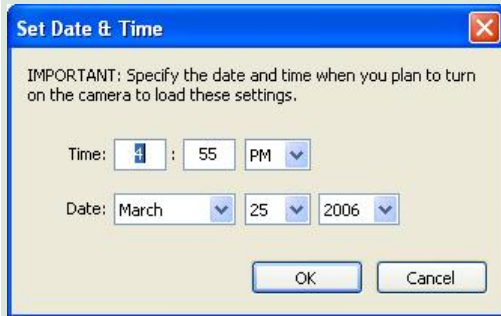 Set Date & Time
IMPORTANT: Specify the date and time when you plan to turn
on the camera to load these settings.
Time: 4 : 55 PM
Date: March 25 2006
OK Cancel